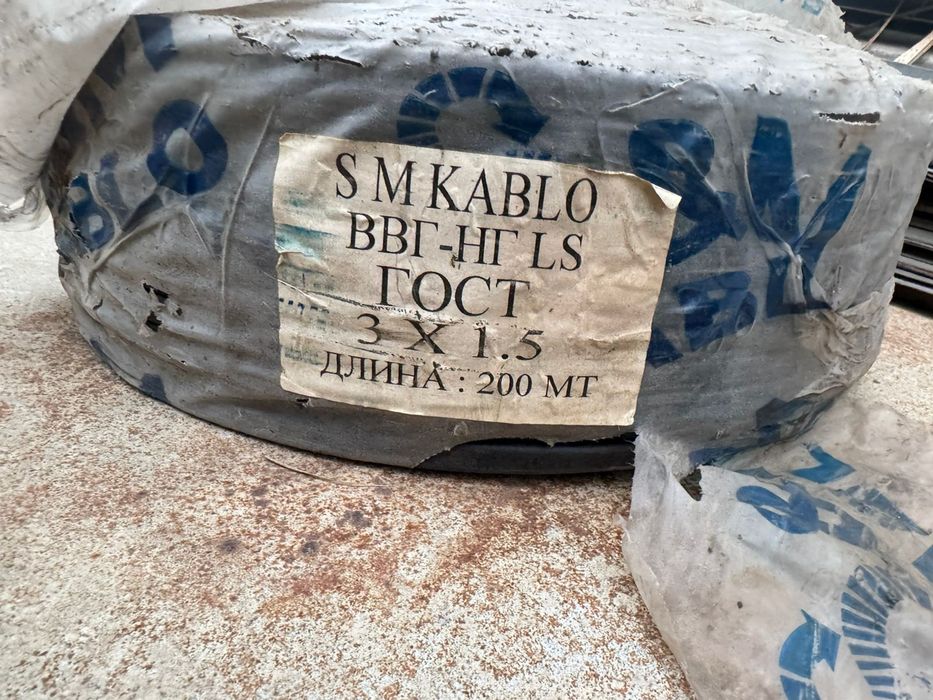 S M KABLO
ВВГ-НГ LS
ГОСТ
3 X 1.5
ДЛИНА : 200 МТ